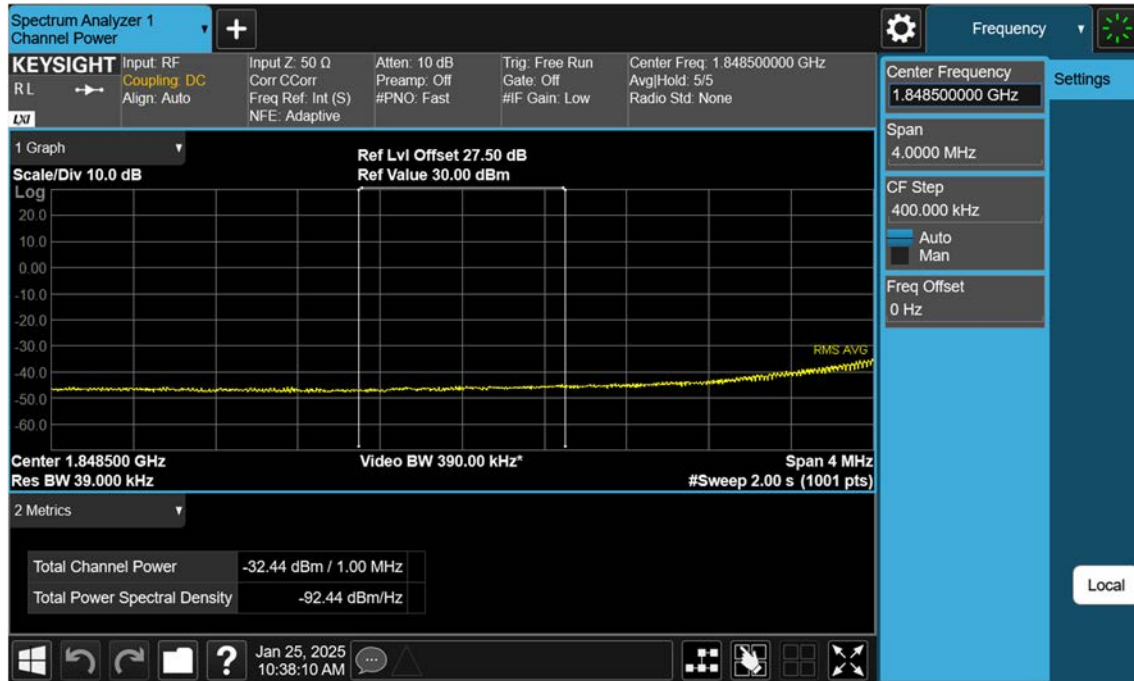 Spectrum Analyzer 1
Channel Power
Frequency
KEYSIGHT
R L
LXI
Input: RF
Coupling: DC
Align: Auto
Input Z: 50 Ω
Corr CCorr
Freq Ref: Int (S)
NFE: Adaptive
Atten: 10 dB
Preamp: Off
#PNO: Fast
Trig: Free Run
Gate: Off
#IF Gain: Low
Center Freq: 1.848500000 GHz
Avg|Hold: 5/5
Radio Std: None
Center Frequency
1.848500000 GHz
Settings
Span
4.0000 MHz
CF Step
400.000 kHz
Auto
Man
Freq Offset
0 Hz
1 Graph
Scale/Div 10.0 dB
Ref Lvl Offset 27.50 dB
Ref Value 30.00 dBm
Log
20.0
10.0
0.00
-10.0
-20.0
-30.0
-40.0
-50.0
-60.0
RMS AVG
Center 1.848500 GHz
Video BW 390.00 kHz*
Span 4 MHz
Res BW 39.000 kHz
#Sweep 2.00 s (1001 pts)
2 Metrics
Total Channel Power -32.44 dBm / 1.00 MHz
Total Power Spectral Density -92.44 dBm/Hz
Local
?
Jan 25, 2025
10:38:10 AM